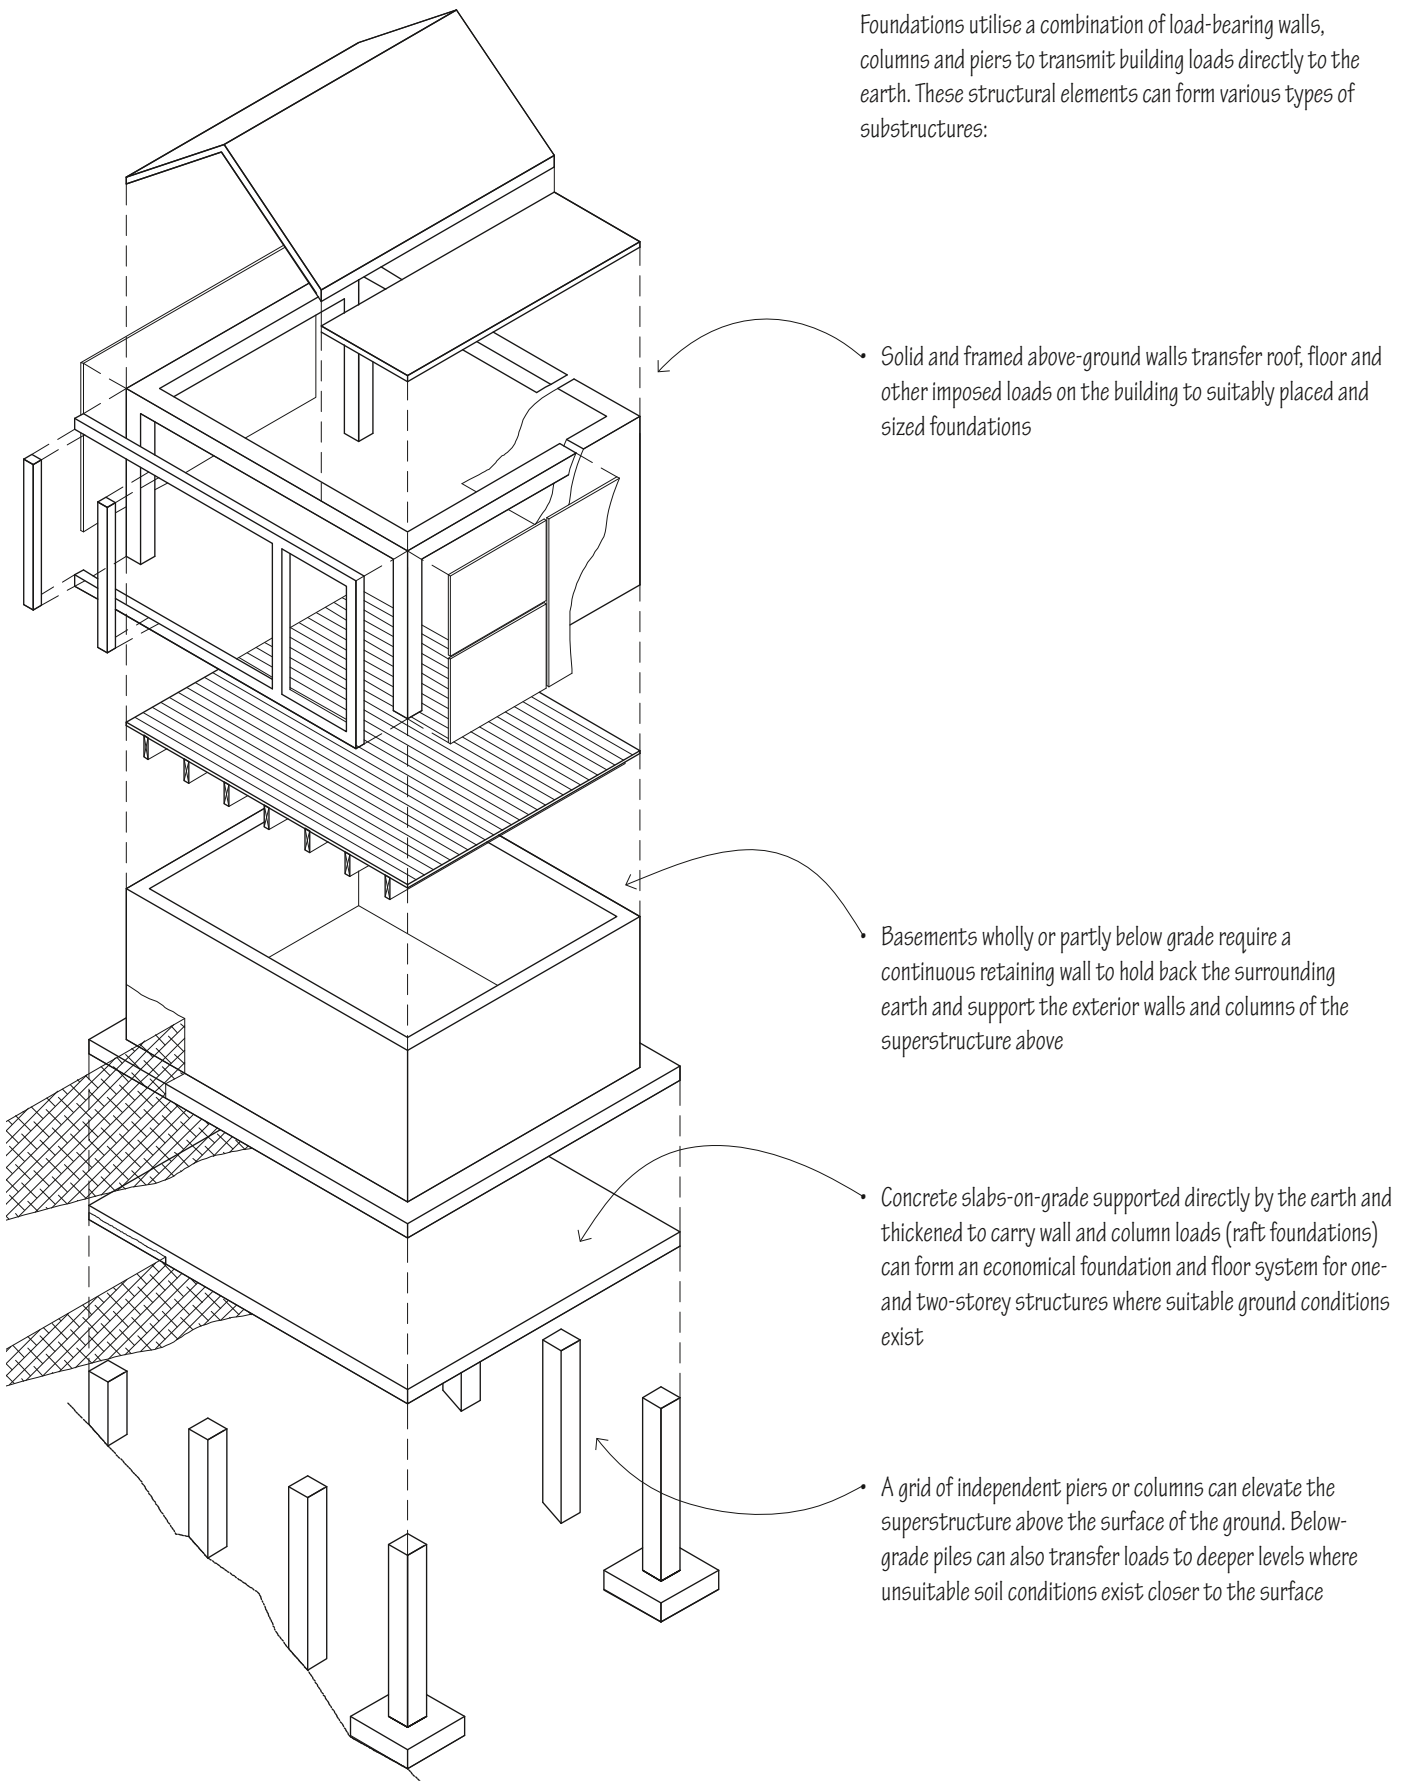 Foundations utilise a combination of load-bearing walls,
columns and piers to transmit building loads directly to the
earth. These structural elements can form various types of
substructures:
• Solid and framed above-ground walls transfer roof, floor and
other imposed loads on the building to suitably placed and
sized foundations
• Basements wholly or partly below grade require a
continuous retaining wall to hold back the surrounding
earth and support the exterior walls and columns of the
superstructure above
• Concrete slabs-on-grade supported directly by the earth and
thickened to carry wall and column loads (raft foundations)
can form an economical foundation and floor system for one-
and two-storey structures where suitable ground conditions
exist
• A grid of independent piers or columns can elevate the
superstructure above the surface of the ground. Below-
grade piles can also transfer loads to deeper levels where
unsuitable soil conditions exist closer to the surface